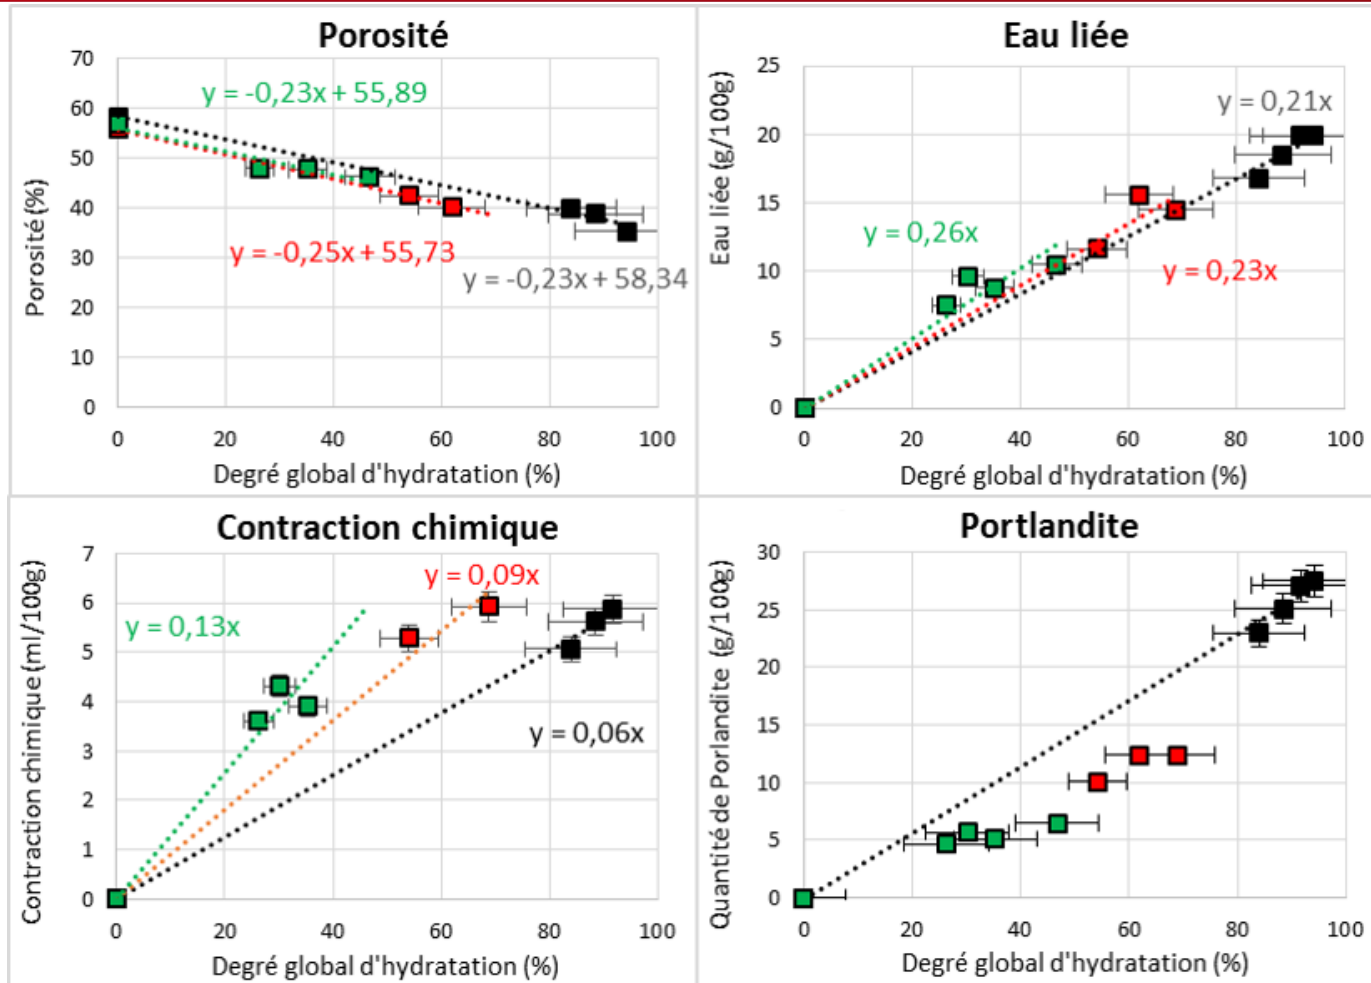 Porosité
70
60
50
40
30
20
10
0
Porosité (%)
y = -0,23x + 55,89
y = -0,25x + 55,73
y = -0,23x + 58,34
0 20 40 60 80 100
Degré global d'hydratation (%)
Eau liée
25
20
15
10
5
0
Eau liée (g/100g)
y = 0,21x
y = 0,26x
y = 0,23x
0 20 40 60 80 100
Degré global d'hydratation (%)
Contraction chimique
7
6
5
4
3
2
1
0
Contraction chimique (ml/100g)
y = 0,09x
y = 0,13x
y = 0,06x
0 20 40 60 80 100
Degré global d'hydratation (%)
Portlandite
30
25
20
15
10
5
0
Quantité de Porlandite (g/100g)
0 20 40 60 80 100
Degré global d'hydratation (%)